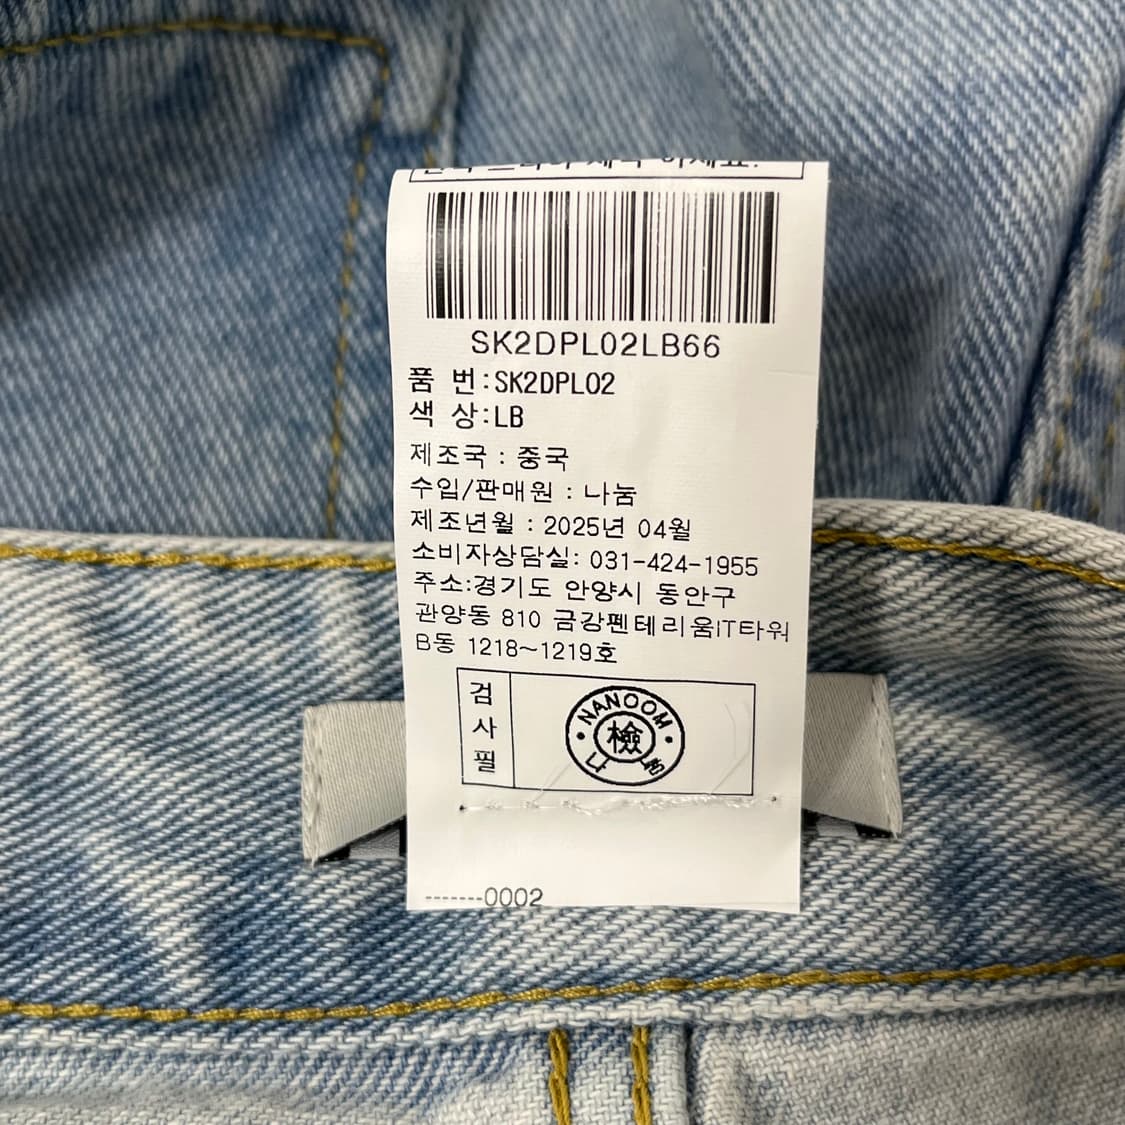 SK2DPL02LB66
품 번:SK2DPL02
색 상:LB
제조국 : 중국
수입/판매원 : 나눔
제조년월 : 2025년 04월
소비자상담실: 031-424-1955
주소:경기도 안양시 동안구
관양동 810 금강펜테리움IT타워
B동 1218~1219호
검
사
필
NANOOM
檢
나 눔
-------0002